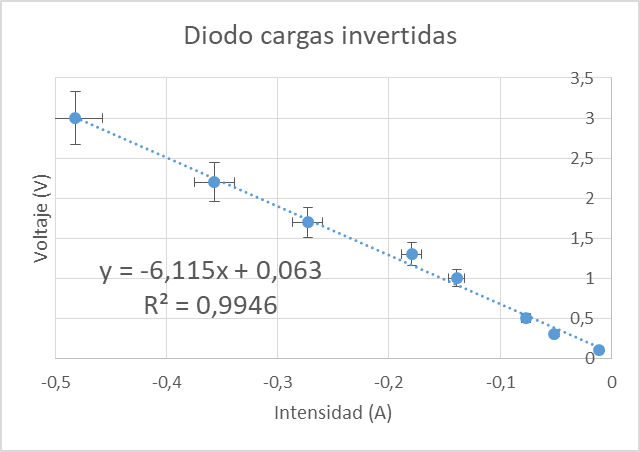 Diodo cargas invertidas
3,5
3
2,5
2
1,5
1
0,5
0
Voltaje (V)
y = -6,115x + 0,063
R² = 0,9946
-0,5 -0,4 -0,3 -0,2 -0,1 0
Intensidad (A)